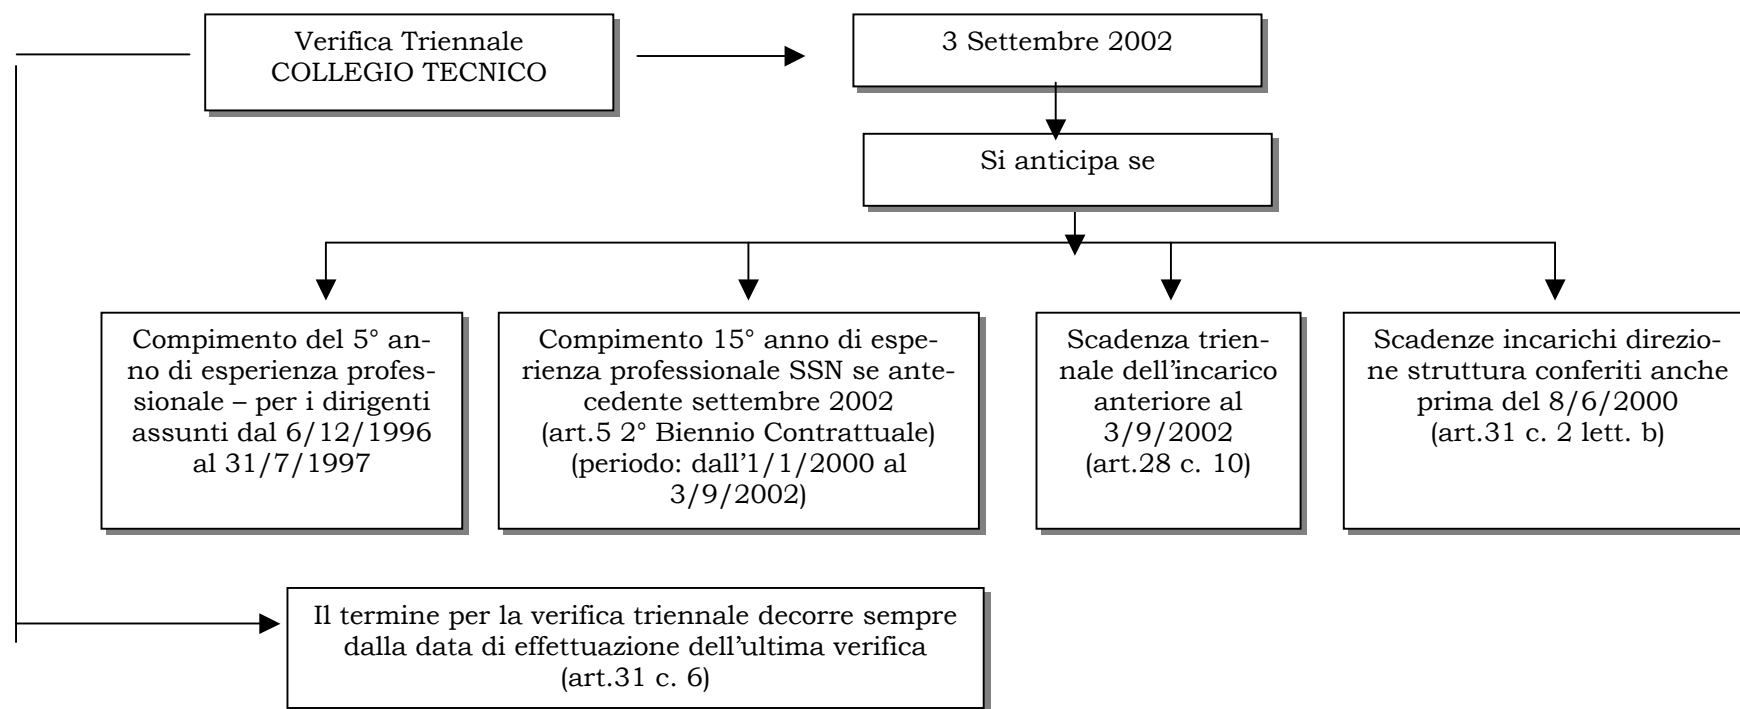 Verifica Triennale
COLLEGIO TECNICO
3 Settembre 2002
Si anticipa se
Compimento del 5° an-
no di esperienza profes-
sionale – per i dirigenti
assunti dal 6/12/1996
al 31/7/1997
Compimento 15° anno di espe-
rienza professionale SSN se ante-
cedente settembre 2002
(art.5 2° Biennio Contrattuale)
(periodo: dall’1/1/2000 al
3/9/2002)
Scadenza trien-
nale dell’incarico
anteriore al
3/9/2002
(art.28 c. 10)
Scadenze incarichi direzio-
ne struttura conferiti anche
prima del 8/6/2000
(art.31 c. 2 lett. b)
Il termine per la verifica triennale decorre sempre
dalla data di effettuazione dell’ultima verifica
(art.31 c. 6)